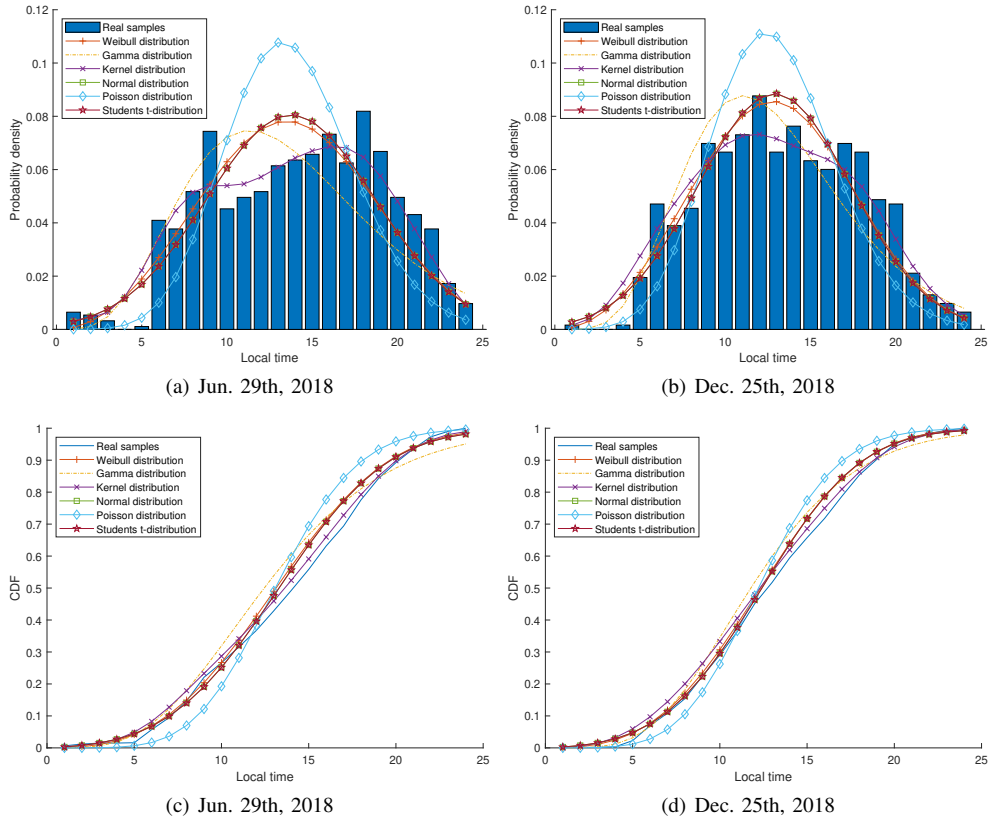 0.12
0.1
0.08
0.06
0.04
0.02
0
Probability density
Real samples
Weibull distribution
Gamma distribution
Kernel distribution
Normal distribution
Poisson distribution
Students t-distribution
0 5 10 15 20 25
Local time
(a) Jun. 29th, 2018
0.12
0.1
0.08
0.06
0.04
0.02
0
Probability density
Real samples
Weibull distribution
Gamma distribution
Kernel distribution
Normal distribution
Poisson distribution
Students t-distribution
0 5 10 15 20 25
Local time
(b) Dec. 25th, 2018
1
0.9
0.8
0.7
0.6
0.5
0.4
0.3
0.2
0.1
0
CDF
Real samples
Weibull distribution
Gamma distribution
Kernel distribution
Normal distribution
Poisson distribution
Students t-distribution
0 5 10 15 20 25
Local time
(c) Jun. 29th, 2018
1
0.9
0.8
0.7
0.6
0.5
0.4
0.3
0.2
0.1
0
CDF
Real samples
Weibull distribution
Gamma distribution
Kernel distribution
Normal distribution
Poisson distribution
Students t-distribution
0 5 10 15 20 25
Local time
(d) Dec. 25th, 2018